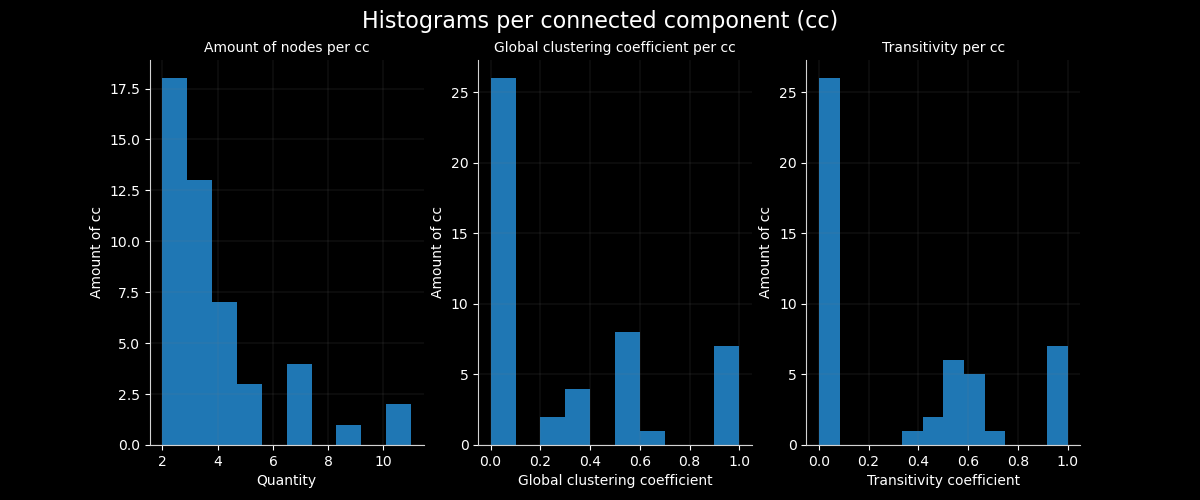 Histograms per connected component (cc)
Amount of nodes per cc
Global clustering coefficient per cc
Transitivity per cc
17.5
15.0
12.5
10.0
7.5
5.0
2.5
0.0
Amount of cc
2 4 6 8 10
Quantity
25
20
15
10
5
0
Amount of cc
0.0 0.2 0.4 0.6 0.8 1.0
Global clustering coefficient
25
20
15
10
5
0
Amount of cc
0.0 0.2 0.4 0.6 0.8 1.0
Transitivity coefficient